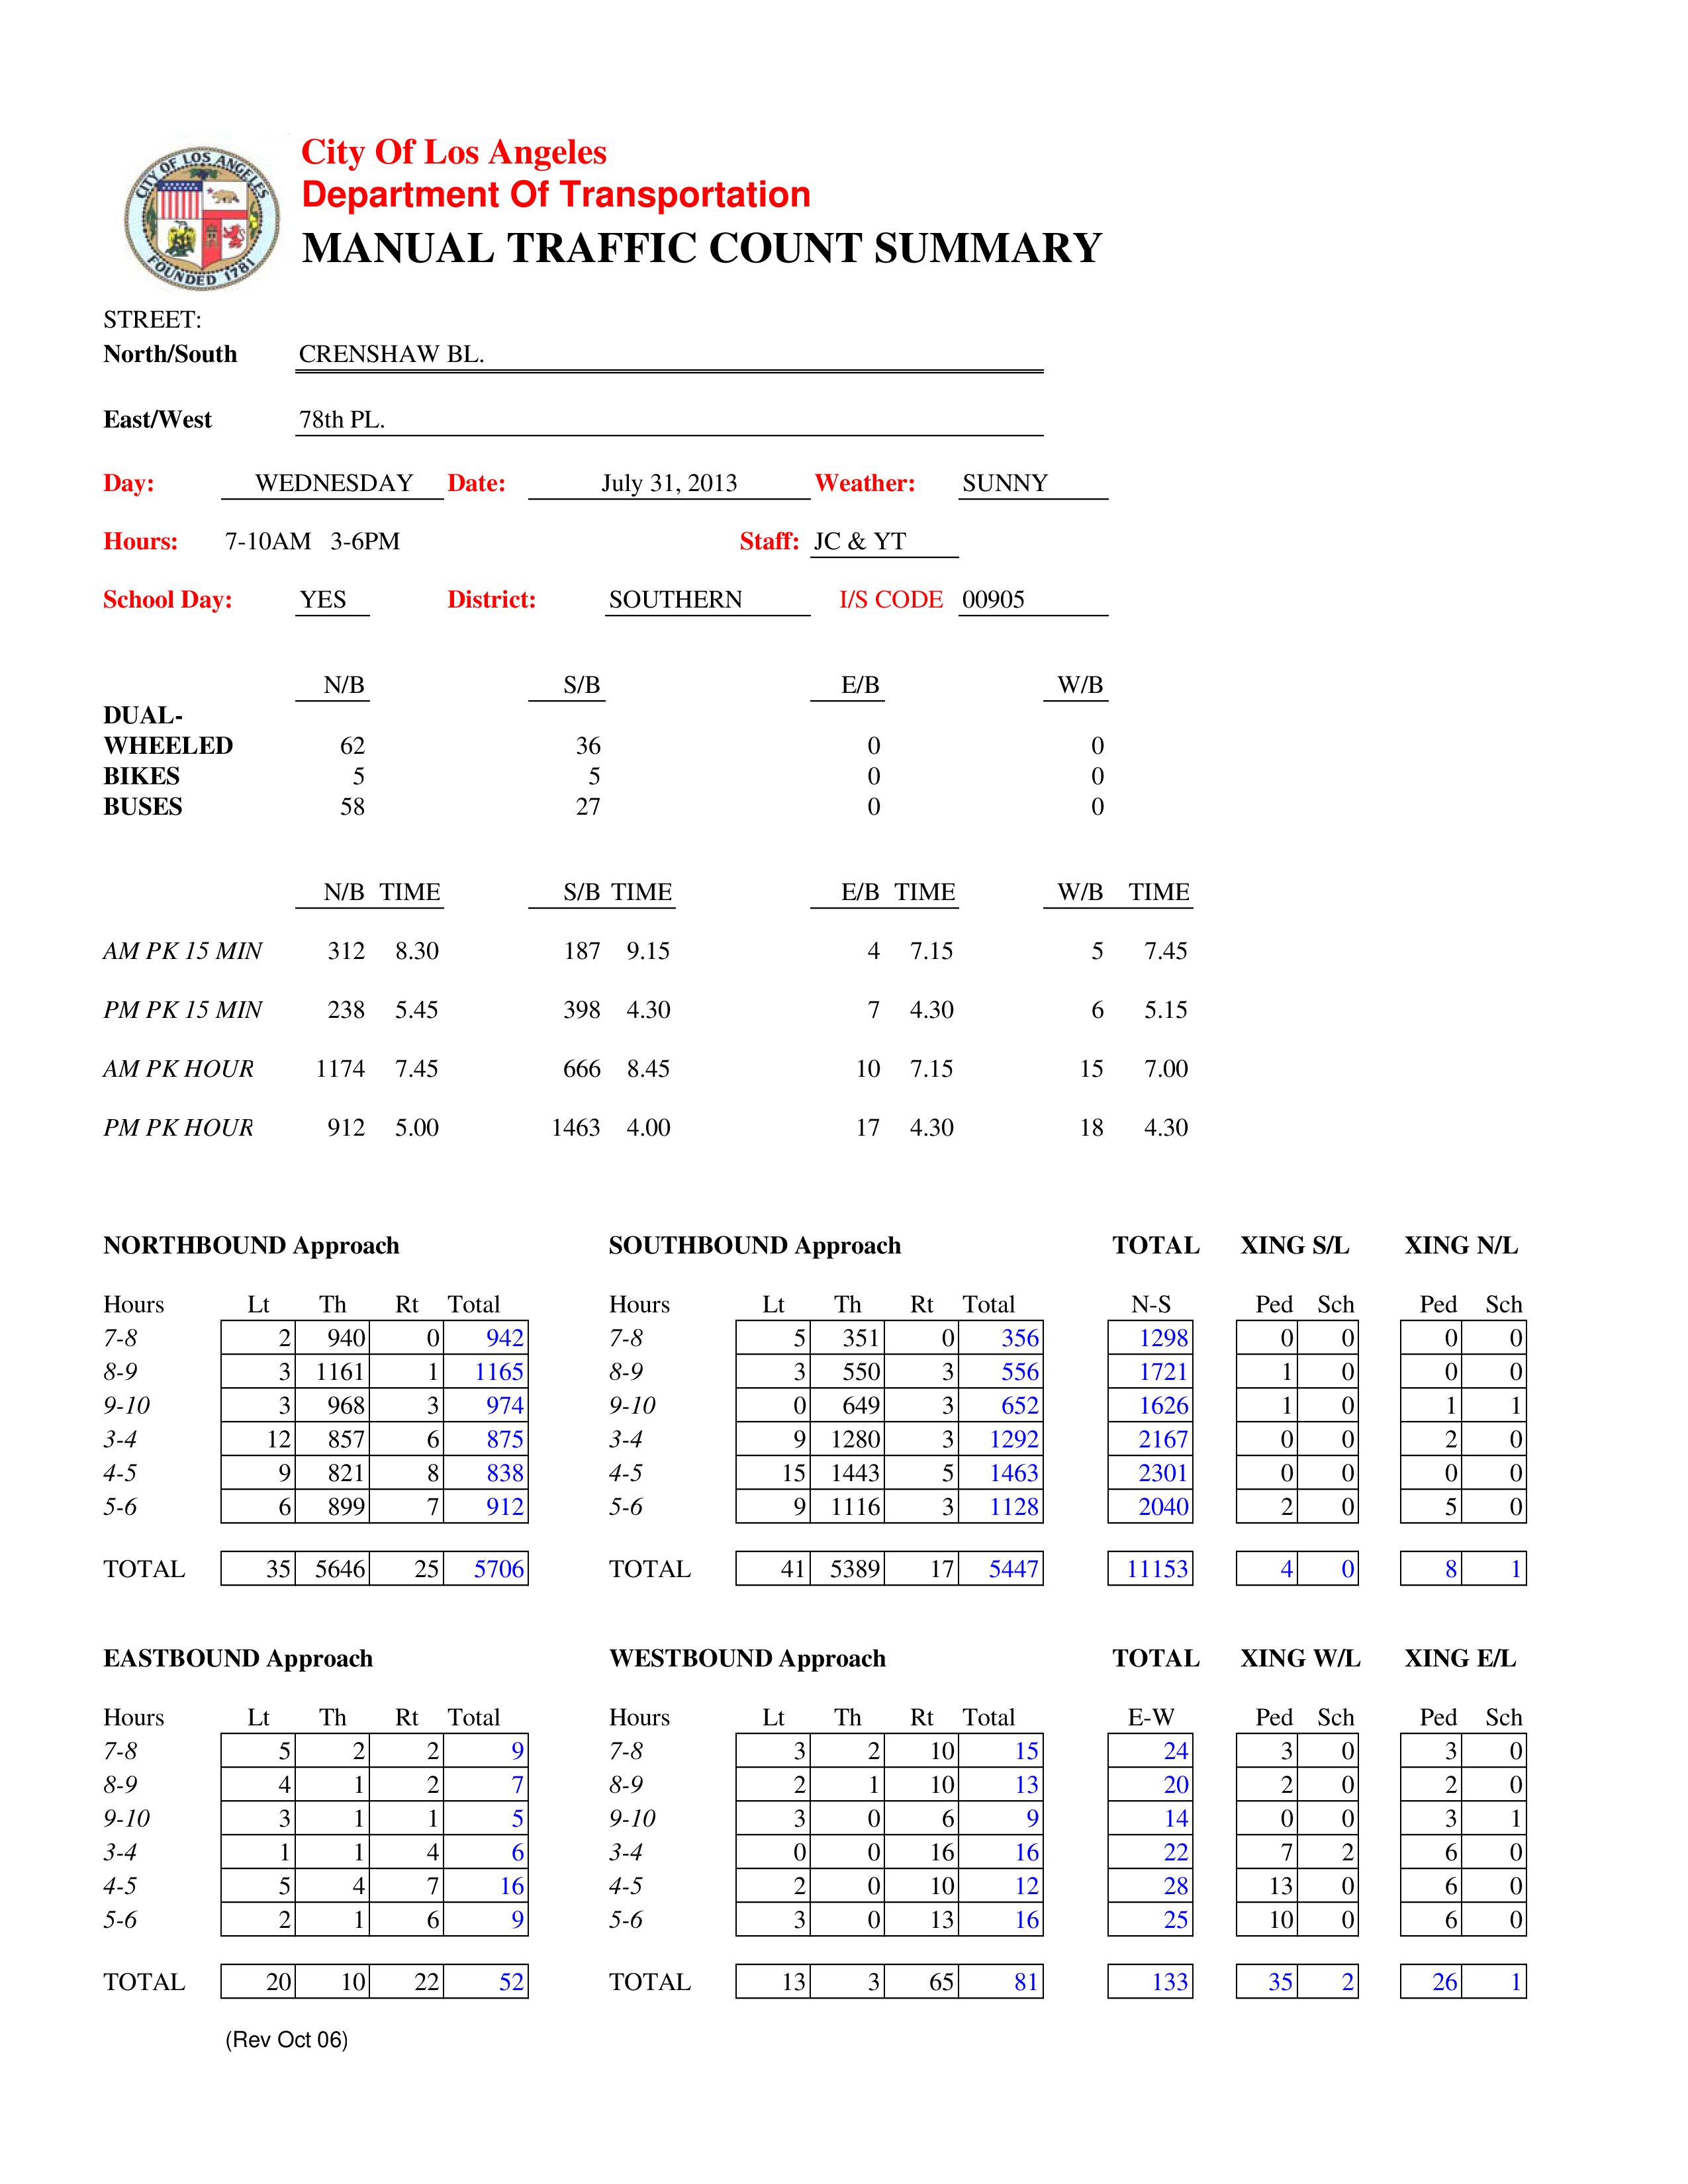 CITY OF LOS ANGELES
FOUNDED 1781
City Of Los Angeles
Department Of Transportation
MANUAL TRAFFIC COUNT SUMMARY
STREET:
North/South CRENSHAW BL.
East/West 78th PL.
Day: WEDNESDAY Date: July 31, 2013 Weather: SUNNY
Hours: 7-10AM 3-6PM Staff: JC & YT
School Day: YES District: SOUTHERN I/S CODE 00905
N/B S/B E/B W/B
DUAL-
WHEELED 62 36 0 0
BIKES 5 5 0 0
BUSES 58 27 0 0
N/B TIME S/B TIME E/B TIME W/B TIME
AM PK 15 MIN 312 8.30 187 9.15 4 7.15 5 7.45
PM PK 15 MIN 238 5.45 398 4.30 7 4.30 6 5.15
AM PK HOUR 1174 7.45 666 8.45 10 7.15 15 7.00
PM PK HOUR 912 5.00 1463 4.00 17 4.30 18 4.30
NORTHBOUND Approach SOUTHBOUND Approach TOTAL XING S/L XING N/L
Hours Lt Th Rt Total Hours Lt Th Rt Total N-S Ped Sch Ped Sch
7-8 2 940 0 942 7-8 5 351 0 356 1298 0 0 0 0
8-9 3 1161 1 1165 8-9 3 550 3 556 1721 1 0 0 0
9-10 3 968 3 974 9-10 0 649 3 652 1626 1 0 1 1
3-4 12 857 6 875 3-4 9 1280 3 1292 2167 0 0 2 0
4-5 9 821 8 838 4-5 15 1443 5 1463 2301 0 0 0 0
5-6 6 899 7 912 5-6 9 1116 3 1128 2040 2 0 5 0
TOTAL 35 5646 25 5706 TOTAL 41 5389 17 5447 11153 4 0 8 1
EASTBOUND Approach WESTBOUND Approach TOTAL XING W/L XING E/L
Hours Lt Th Rt Total Hours Lt Th Rt Total E-W Ped Sch Ped Sch
7-8 5 2 2 9 7-8 3 2 10 15 24 3 0 3 0
8-9 4 1 2 7 8-9 2 1 10 13 20 2 0 2 0
9-10 3 1 1 5 9-10 3 0 6 9 14 0 0 3 1
3-4 1 1 4 6 3-4 0 0 16 16 22 7 2 6 0
4-5 5 4 7 16 4-5 2 0 10 12 28 13 0 6 0
5-6 2 1 6 9 5-6 3 0 13 16 25 10 0 6 0
TOTAL 20 10 22 52 TOTAL 13 3 65 81 133 35 2 26 1
(Rev Oct 06)